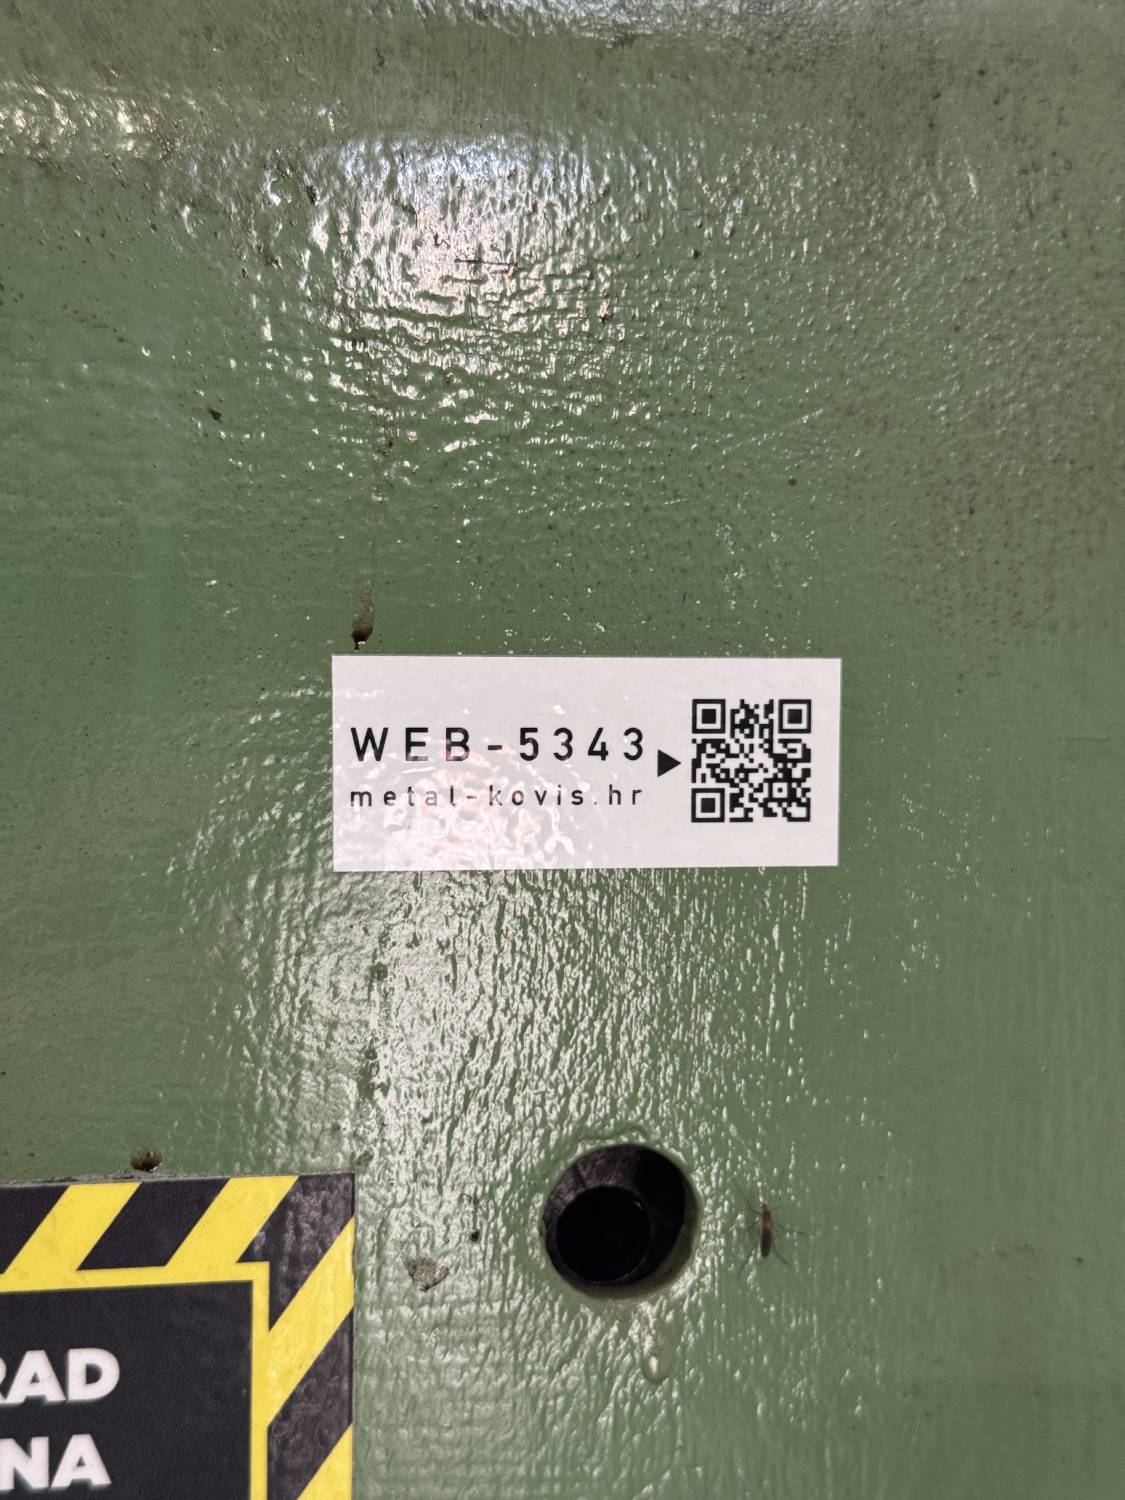 WEB-5343
metal-kovis.hr
RAD
NA